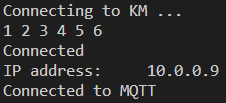 Connecting to KM ...
1 2 3 4 5 6
Connected
IP address:     10.0.0.9
Connected to MQTT